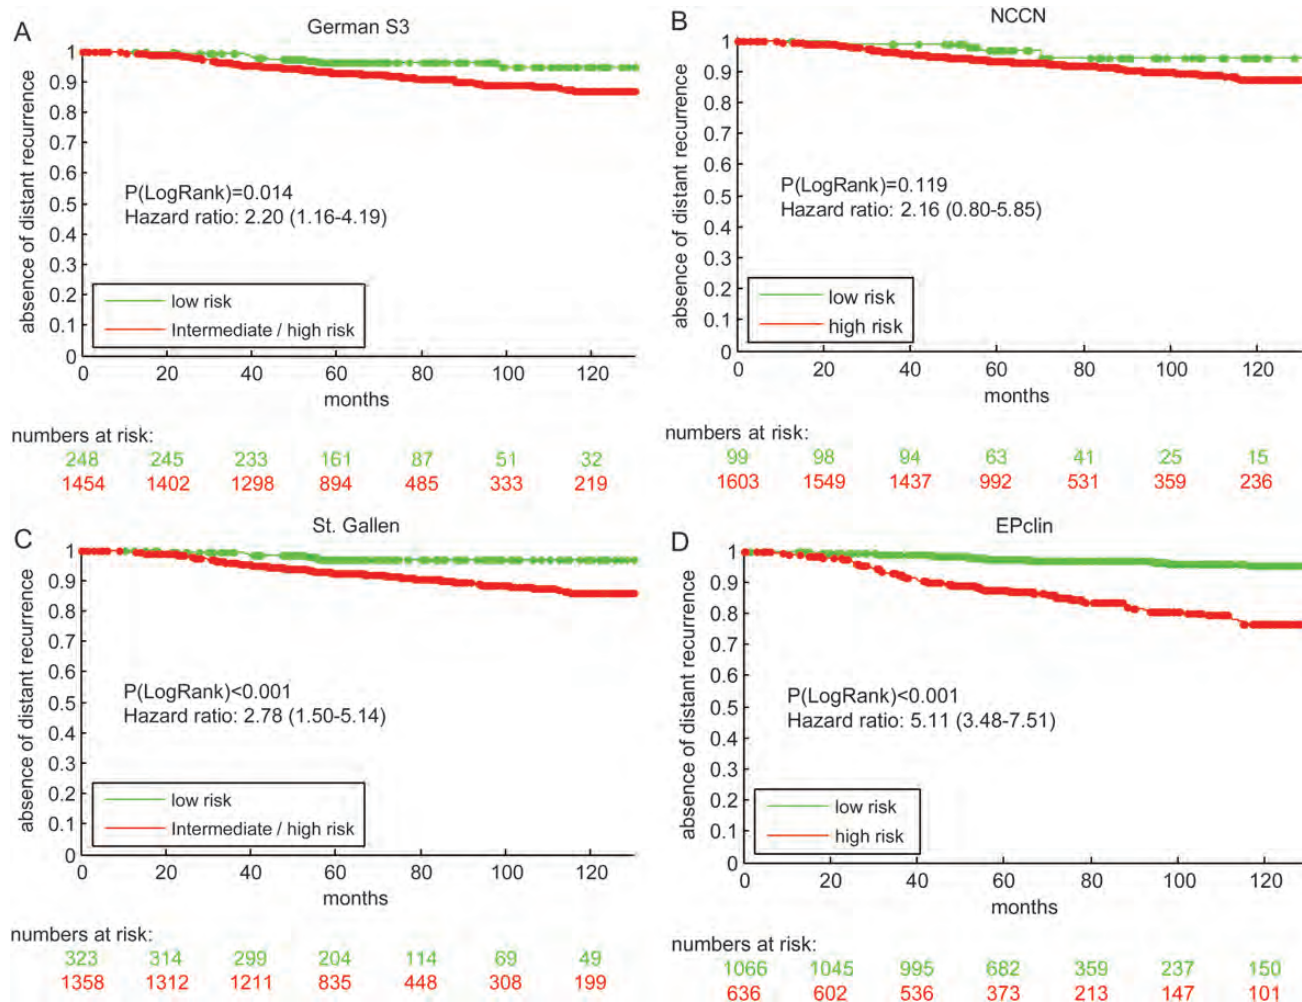 A
German S3
absence of distant recurrence
1
0.9
0.8
0.7
0.6
0.5
0.4
0.3
0.2
0.1
0
P(LogRank)=0.014
Hazard ratio: 2.20 (1.16-4.19)
low risk
Intermediate / high risk
0 20 40 60 80 100 120
months
numbers at risk:
248 245 233 161 87 51 32
1454 1402 1298 894 485 333 219
B
NCCN
absence of distant recurrence
1
0.9
0.8
0.7
0.6
0.5
0.4
0.3
0.2
0.1
0
P(LogRank)=0.119
Hazard ratio: 2.16 (0.80-5.85)
low risk
high risk
0 20 40 60 80 100 120
months
numbers at risk:
99 98 94 63 41 25 15
1603 1549 1437 992 531 359 236
C
St. Gallen
absence of distant recurrence
1
0.9
0.8
0.7
0.6
0.5
0.4
0.3
0.2
0.1
0
P(LogRank)<0.001
Hazard ratio: 2.78 (1.50-5.14)
low risk
Intermediate / high risk
0 20 40 60 80 100 120
months
numbers at risk:
323 314 299 204 114 69 49
1358 1312 1211 835 448 308 199
D
EPclin
absence of distant recurrence
1
0.9
0.8
0.7
0.6
0.5
0.4
0.3
0.2
0.1
0
P(LogRank)<0.001
Hazard ratio: 5.11 (3.48-7.51)
low risk
high risk
0 20 40 60 80 100 120
months
numbers at risk:
1066 1045 995 682 359 237 150
636 602 536 373 213 147 101